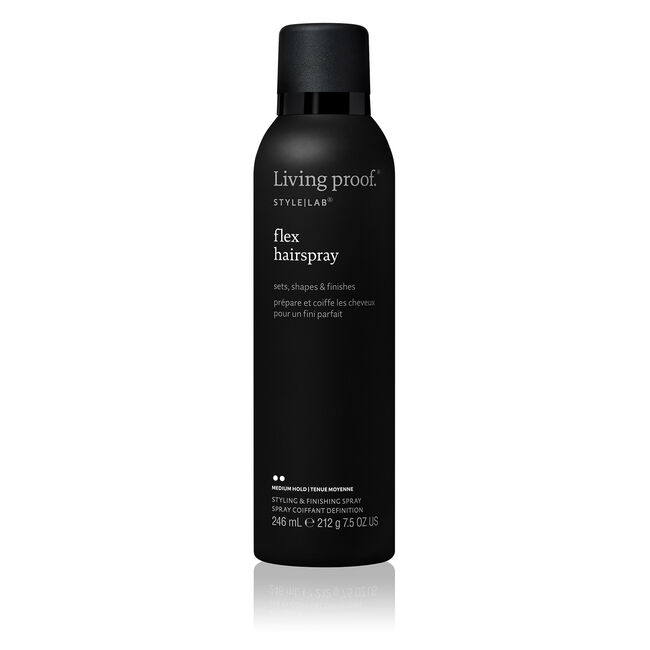 Living proof.®
STYLE|LAB®
flex
hairspray
sets, shapes & finishes
prépare et coiffe les cheveux
pour un fini parfait
MEDIUM HOLD | TENUE MOYENNE
STYLING & FINISHING SPRAY
SPRAY COIFFANT DEFINITION
246 mL ℮ 212 g 7.5 OZ US